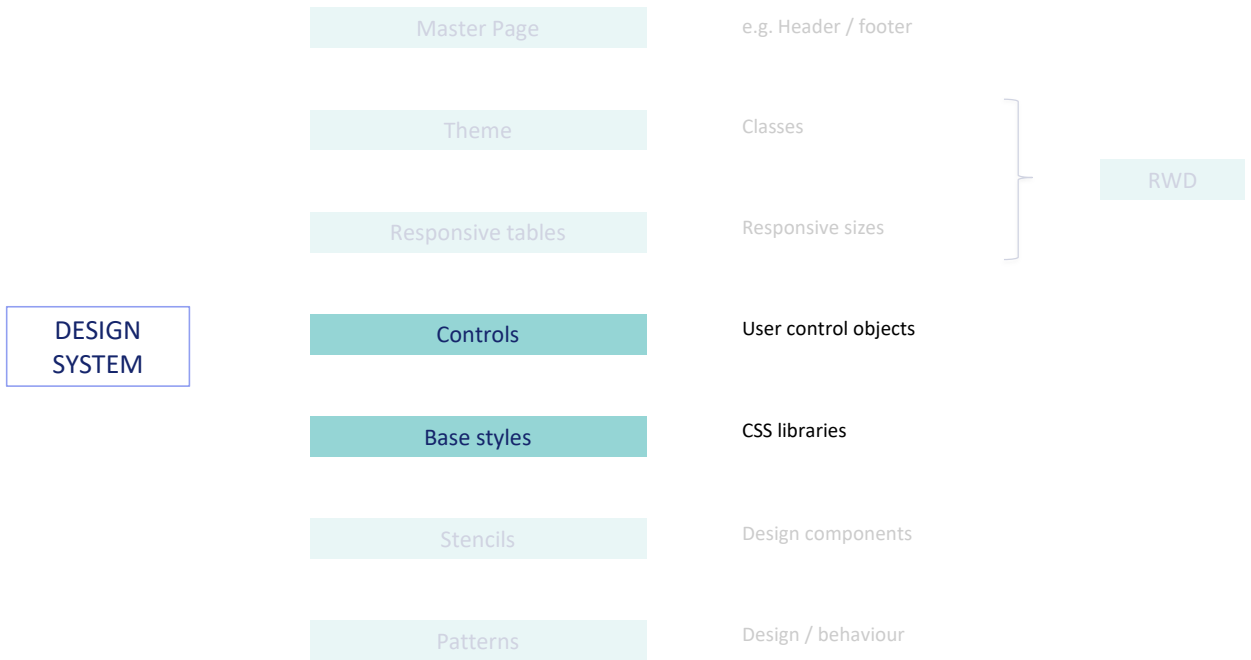 Master Page
e.g. Header / footer
Theme
Classes
RWD
Responsive tables
Responsive sizes
DESIGN
SYSTEM
Controls
User control objects
Base styles
CSS libraries
Stencils
Design components
Patterns
Design / behaviour